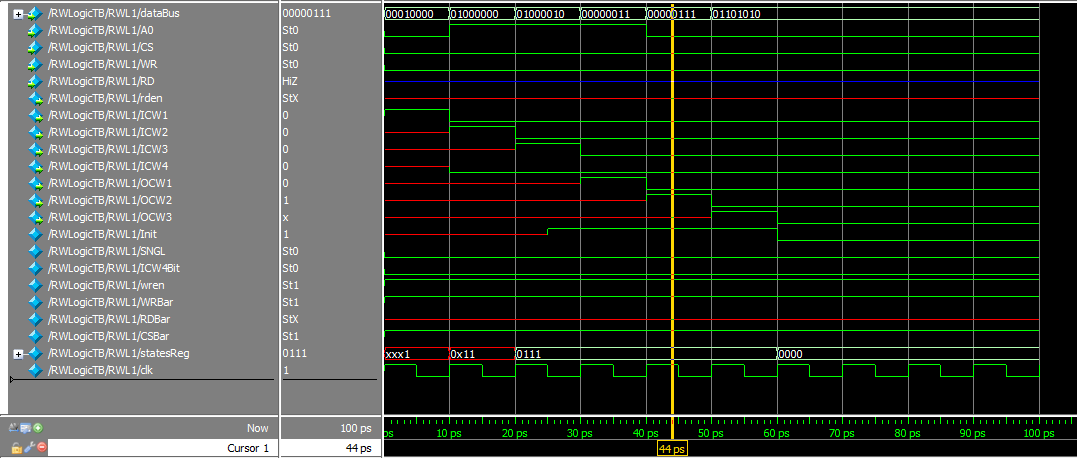 /RWLogicTB/RWL1/dataBus 00000111 00010000 01000000 01000010 00000011 00000111 01101010
/RWLogicTB/RWL1/A0 St0
/RWLogicTB/RWL1/CS St0
/RWLogicTB/RWL1/WR St0
/RWLogicTB/RWL1/RD HiZ
/RWLogicTB/RWL1/rden StX
/RWLogicTB/RWL1/ICW1 0
/RWLogicTB/RWL1/ICW2 0
/RWLogicTB/RWL1/ICW3 0
/RWLogicTB/RWL1/ICW4 0
/RWLogicTB/RWL1/OCW1 0
/RWLogicTB/RWL1/OCW2 1
/RWLogicTB/RWL1/OCW3 x
/RWLogicTB/RWL1/Init 1
/RWLogicTB/RWL1/SNGL St0
/RWLogicTB/RWL1/ICW4Bit St0
/RWLogicTB/RWL1/wren St1
/RWLogicTB/RWL1/WRBar St1
/RWLogicTB/RWL1/RDBar StX
/RWLogicTB/RWL1/CSBar St1
/RWLogicTB/RWL1/statesReg 0111 xxx1 0x11 0111 0000
/RWLogicTB/RWL1/clk 1
Now 100 ps ps 10 ps 20 ps 30 ps 40 ps 50 ps 60 ps 70 ps 80 ps 90 ps 100 ps
Cursor 1 44 ps 44 ps